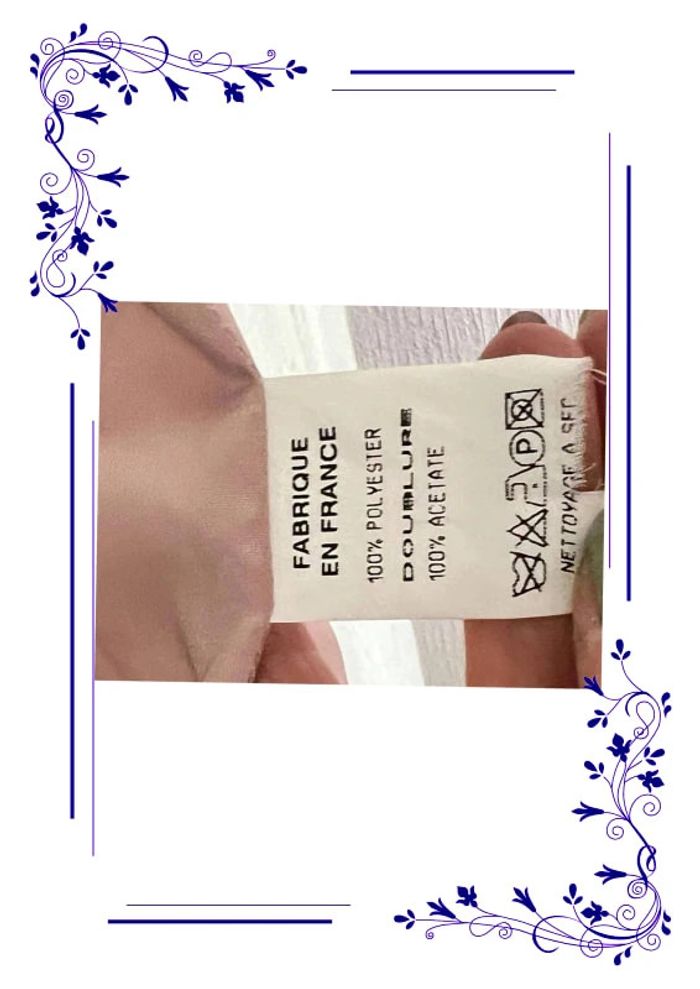 FABRIQUE
EN FRANCE
100% POLYESTER
DOUBLURE
100% ACETATE
P
NETTOYAGE A SEC